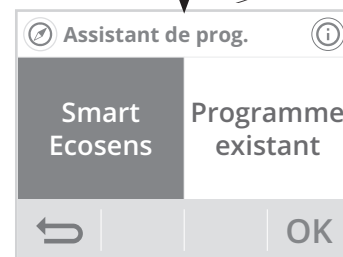 Assistant de prog.
Smart
Ecosens
Programme
existant
OK